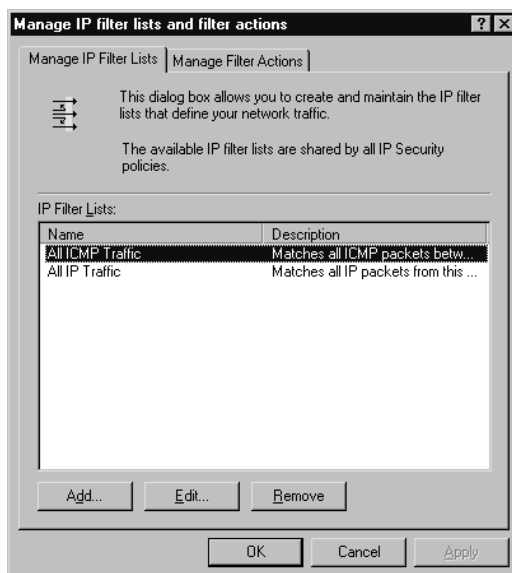 Manage IP filter lists and filter actions
Manage IP Filter Lists Manage Filter Actions
This dialog box allows you to create and maintain the IP filter
lists that define your network traffic.
The available IP filter lists are shared by all IP Security
policies.
IP Filter Lists:
Name Description
All ICMP Traffic Matches all ICMP packets betw...
All IP Traffic Matches all IP packets from this ...
Add... Edit... Remove
OK Cancel Apply